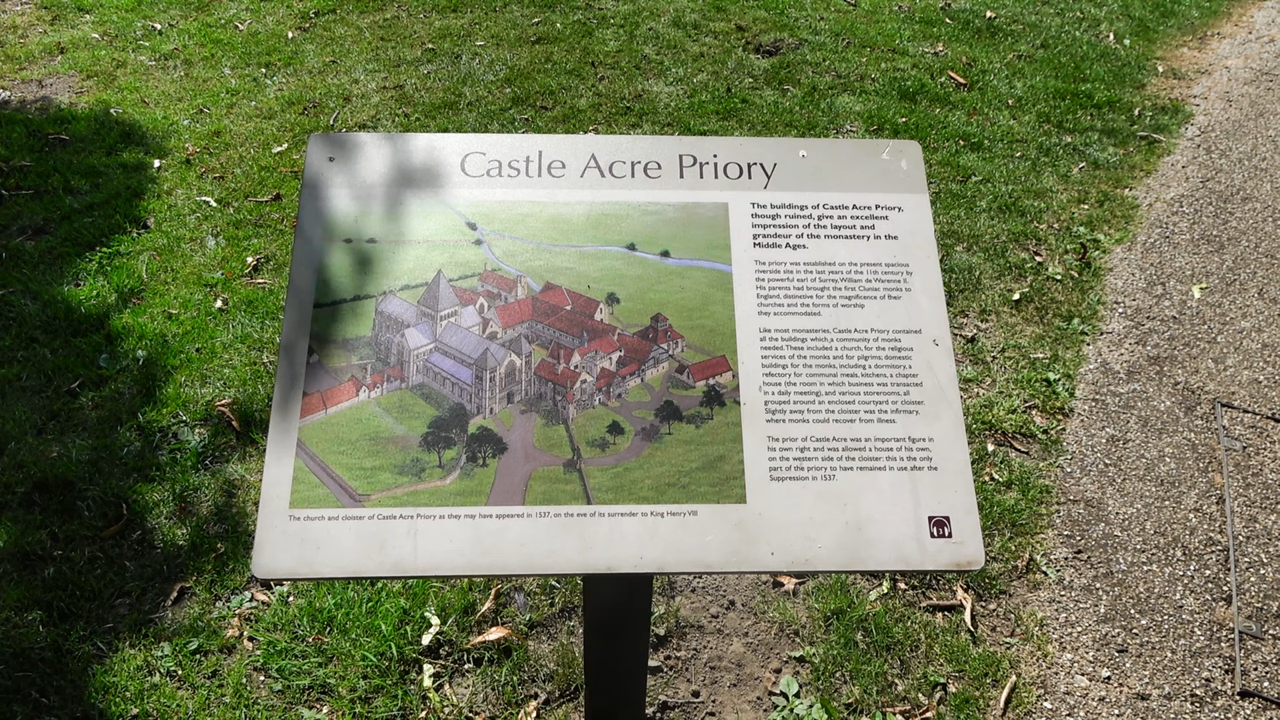 Castle Acre Priory
The buildings of Castle Acre Priory,
though ruined, give an excellent
impression of the layout and
grandeur of the monastery in the
Middle Ages.
The priory was established on the present spacious
riverside site in the last years of the 11th century by
the powerful earl of Surrey, William de Warenne II.
His parents had brought the first Cluniac monks to
England, distinctive for the magnificence of their
churches and the forms of worship
they accommodated.
Like most monasteries, Castle Acre Priory contained
all the buildings which a community of monks
needed. These included a church, for the religious
services of the monks and for pilgrims; domestic
buildings for the monks, including a dormitory, a
refectory for communal meals, kitchens, a chapter
house (the room in which business was transacted
in a daily meeting), and various storerooms, all
grouped around an enclosed courtyard or cloister.
Slightly away from the cloister was the infirmary,
where monks could recover from illness.
The prior of Castle Acre was an important figure in
his own right and was allowed a house of his own,
on the western side of the cloister: this is the only
part of the priory to have remained in use after the
Suppression in 1537.
The church and cloister of Castle Acre Priory as they may have appeared in 1537, on the eve of its surrender to King Henry VIII
3